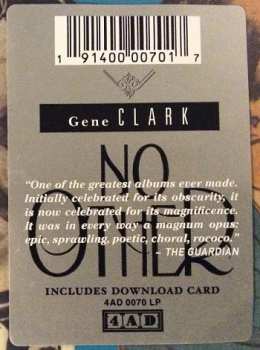 1 91400 00701 7
Gene CLARK
NO
OTHER
"One of the greatest albums ever made.
Initially celebrated for its obscurity, it
is now celebrated for its magnificence.
It was in every way a magnum opus:
epic, sprawling, poetic, choral, rococo."
– THE GUARDIAN
INCLUDES DOWNLOAD CARD
4AD 0070 LP
4AD